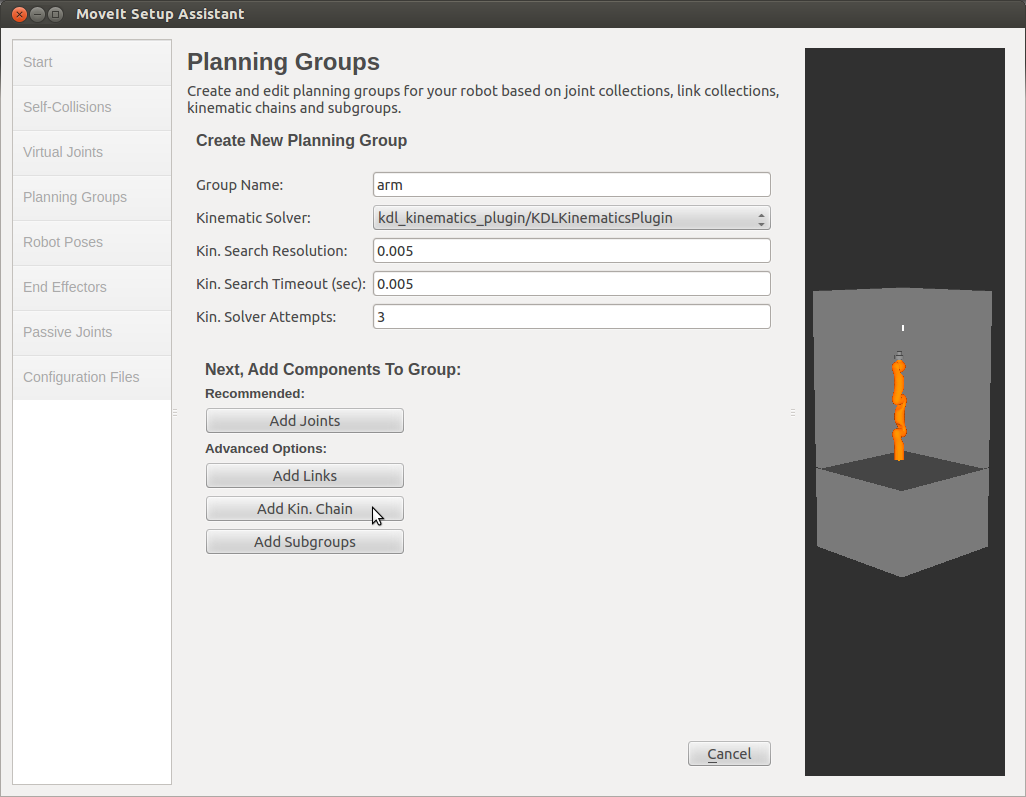 MoveIt Setup Assistant
Start
Self-Collisions
Virtual Joints
Planning Groups
Robot Poses
End Effectors
Passive Joints
Configuration Files
Planning Groups
Create and edit planning groups for your robot based on joint collections, link collections,
kinematic chains and subgroups.
Create New Planning Group
Group Name: arm
Kinematic Solver: kdl_kinematics_plugin/KDLKinematicsPlugin
Kin. Search Resolution: 0.005
Kin. Search Timeout (sec): 0.005
Kin. Solver Attempts: 3
Next, Add Components To Group:
Recommended:
Add Joints
Advanced Options:
Add Links
Add Kin. Chain
Add Subgroups
Cancel